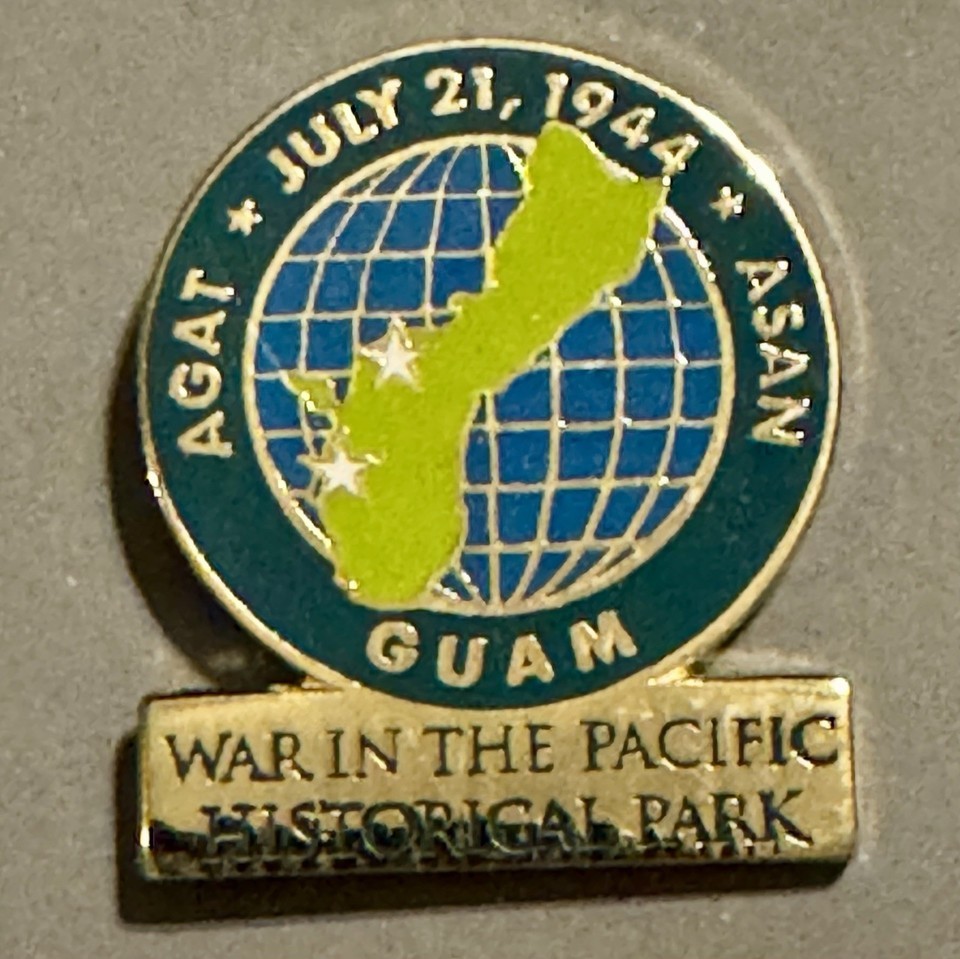 AGAT ★ JULY 21, 1944 ★ ASAN
GUAM
WAR IN THE PACIFIC
HISTORICAL PARK